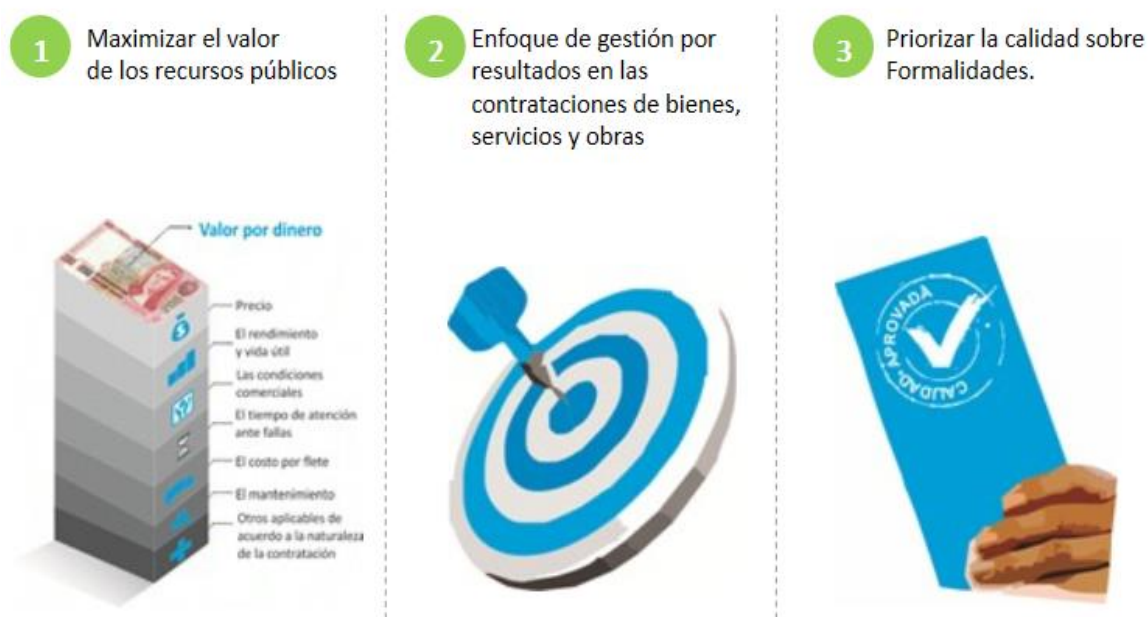 1
Maximizar el valor
de los recursos públicos
2
Enfoque de gestión por
resultados en las
contrataciones de bienes,
servicios y obras
3
Priorizar la calidad sobre
Formalidades.
Valor por dinero
Precio
El rendimiento
y vida útil
Las condiciones
comerciales
El tiempo de atención
ante fallas
El costo por flete
El mantenimiento
Otros aplicables de
acuerdo a la naturaleza
de la contratación
CALIDAD APROVADA